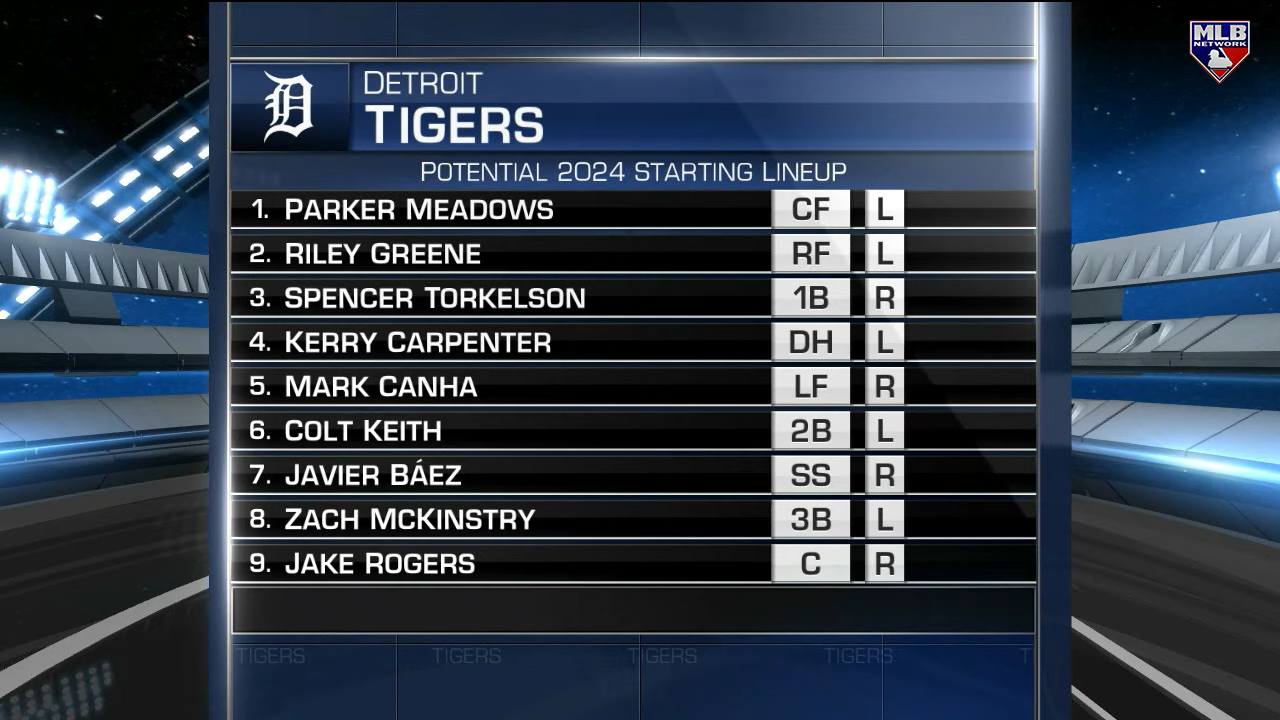 MLB
NETWORK
D
DETROIT
TIGERS
POTENTIAL 2024 STARTING LINEUP
1. PARKER MEADOWS CF L
2. RILEY GREENE RF L
3. SPENCER TORKELSON 1B R
4. KERRY CARPENTER DH L
5. MARK CANHA LF R
6. COLT KEITH 2B L
7. JAVIER BÁEZ SS R
8. ZACH MCKINSTRY 3B L
9. JAKE ROGERS C R
TIGERS TIGERS TIGERS TIGERS T